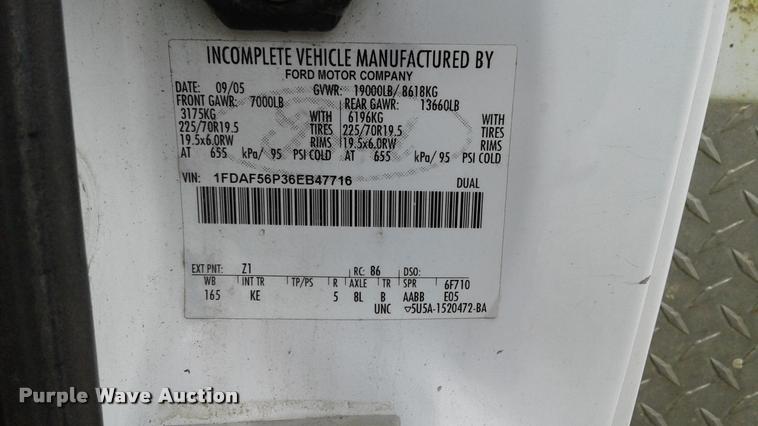 INCOMPLETE VEHICLE MANUFACTURED BY
FORD MOTOR COMPANY
DATE: 09/05 GVWR: 19000LB/ 8618KG
FRONT GAWR: 7000LB REAR GAWR: 13660LB
3175KG WITH 6196KG WITH
225/70R19.5 TIRES 225/70R19.5 TIRES
19.5x6.0RW RIMS 19.5x6.0RW RIMS
AT 655 kPa/ 95 PSI COLD AT 655 kPa/ 95 PSI COLD
VIN: 1FDAF56P36EB47716 DUAL
EXT PNT: Z1 RC: 86 DSO:
WB INT TR TP/PS R AXLE TR SPR 6F710
165 KE 5 8L B AABB E05
UNC ▽5U5A-1520472-BA
Purple Wave Auction